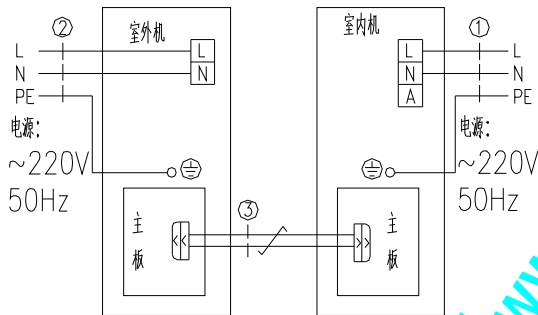 ② 室外机 室内机 ①
L L L L
N N N N
PE A PE
电源: 电源:
~220V ~220V
50Hz 50Hz
③
主 主
板 板